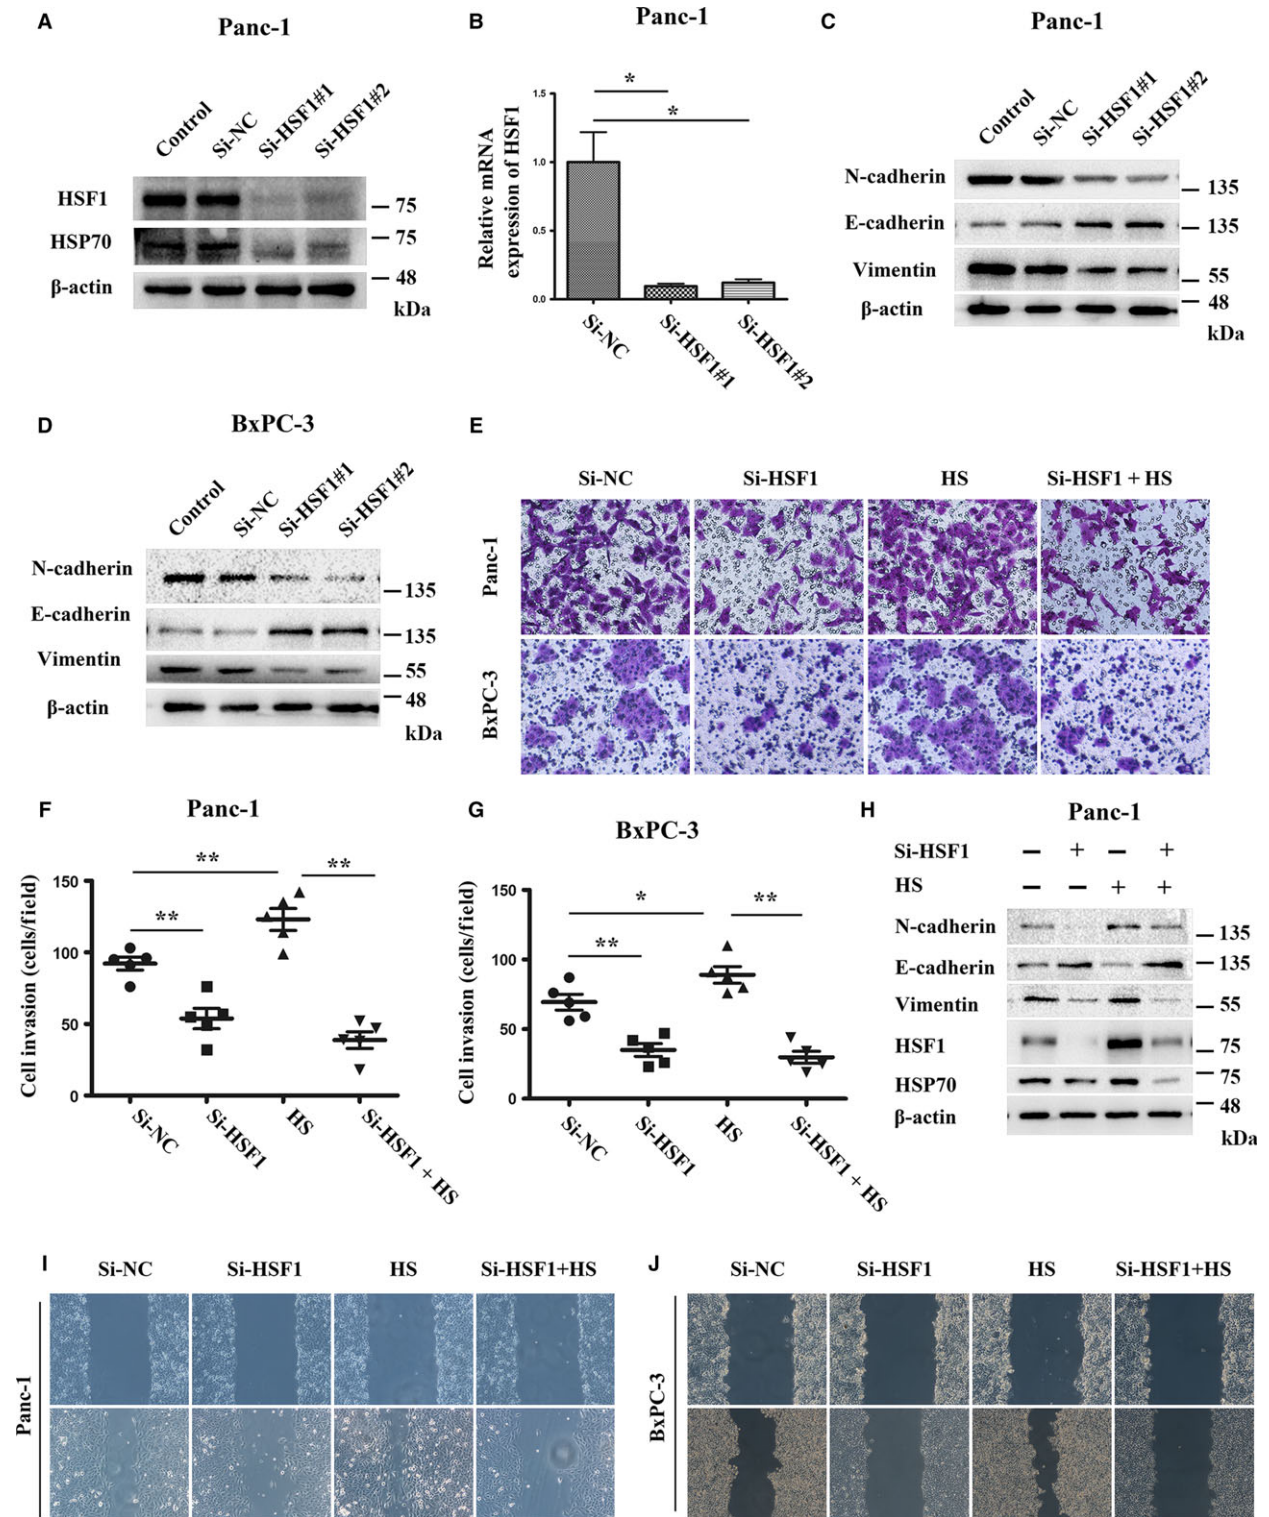 A
Panc-1
Control
Si-NC
Si-HSF1#1
Si-HSF1#2
HSF1
75
HSP70
75
β-actin
48
kDa
B
Panc-1
Relative mRNA
expression of HSF1
1.5
1.0
0.5
0.0
*
*
Si-NC
Si-HSF1#1
Si-HSF1#2
C
Panc-1
Control
Si-NC
Si-HSF1#1
Si-HSF1#2
N-cadherin
135
E-cadherin
135
Vimentin
55
β-actin
48
kDa
D
BxPC-3
Control
Si-NC
Si-HSF1#1
Si-HSF1#2
N-cadherin
135
E-cadherin
135
Vimentin
55
β-actin
48
kDa
E
Si-NC Si-HSF1 HS Si-HSF1 + HS
Panc-1
BxPC-3
F
Panc-1
Cell invasion (cells/field)
150
100
50
0
**
**
**
Si-NC
Si-HSF1
HS
Si-HSF1 + HS
G
BxPC-3
Cell invasion (cells/field)
150
100
50
0
*
**
**
Si-NC
Si-HSF1
HS
Si-HSF1 + HS
H
Panc-1
Si-HSF1 − + − +
HS − − + +
N-cadherin
135
E-cadherin
135
Vimentin
55
HSF1
75
HSP70
75
β-actin
48
kDa
I
Si-NC Si-HSF1 HS Si-HSF1+HS
Panc-1
J
Si-NC Si-HSF1 HS Si-HSF1+HS
BxPC-3